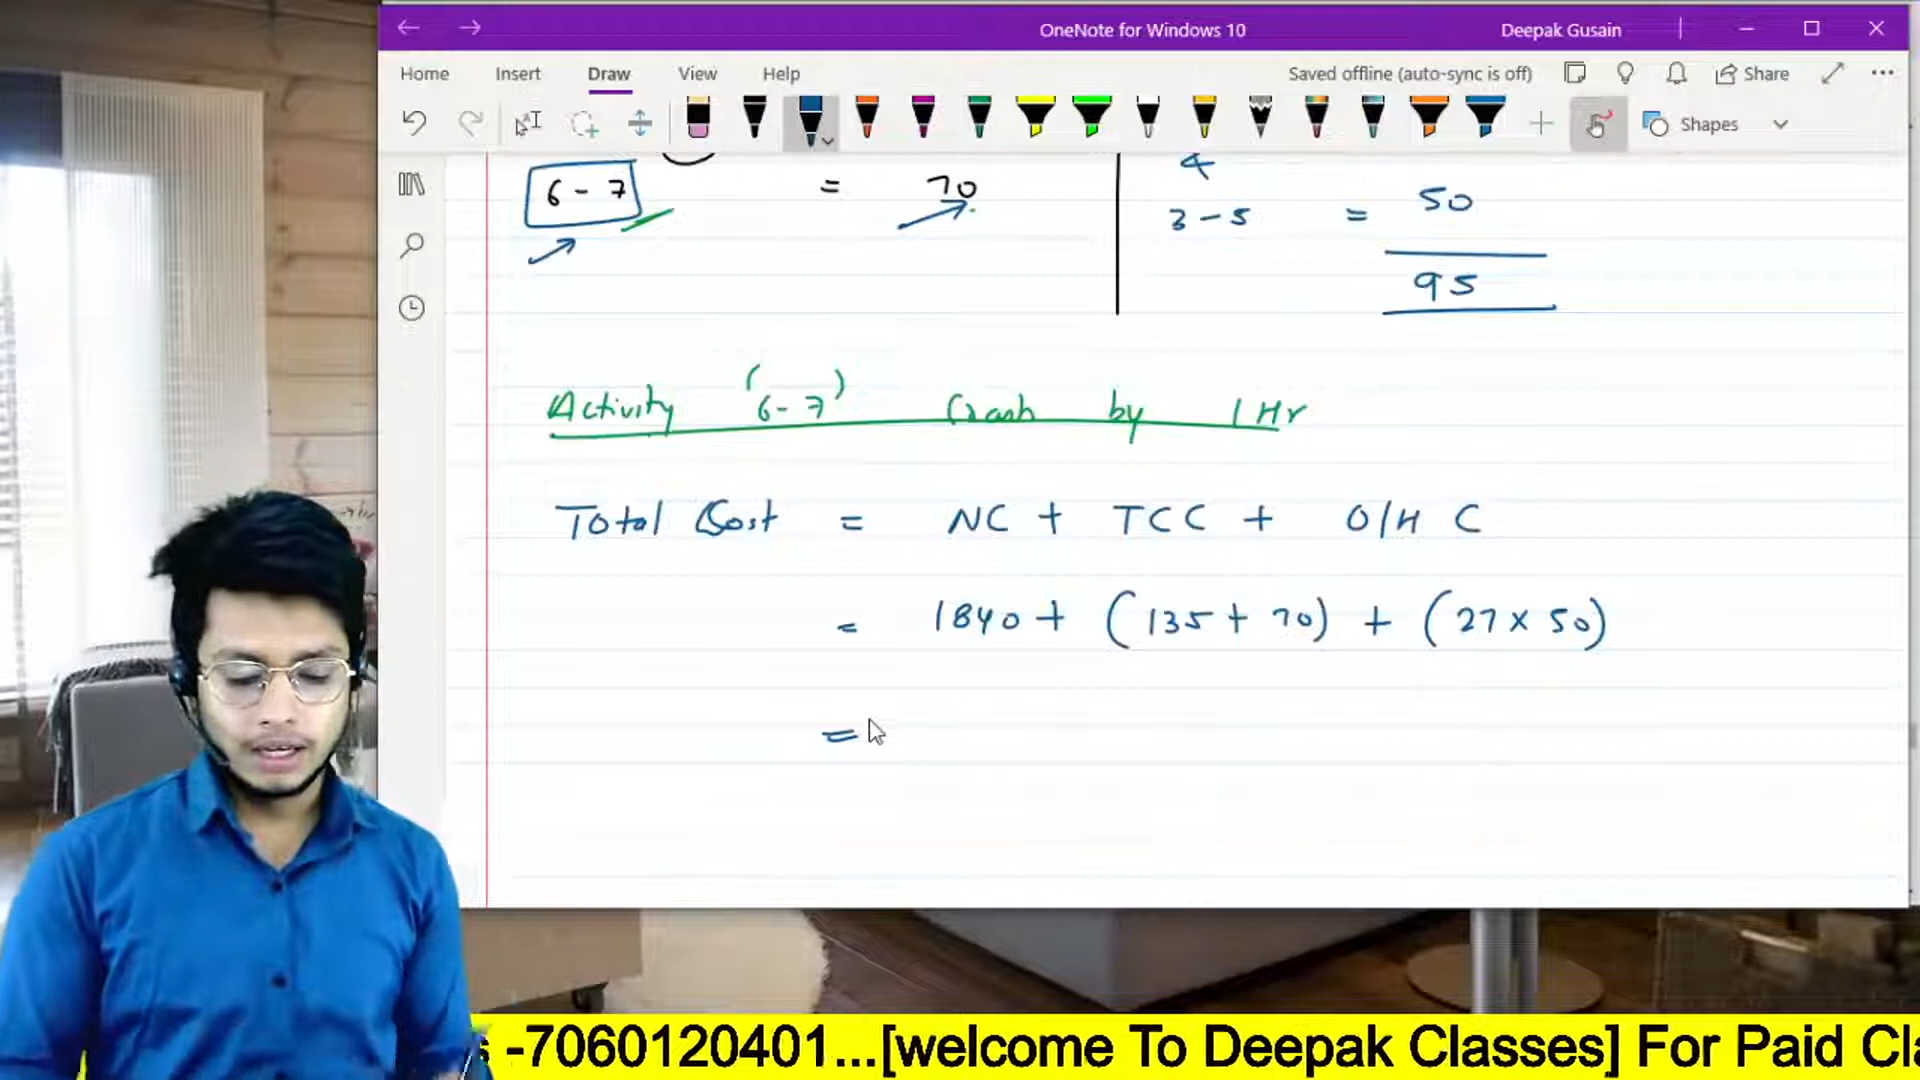 OneNote for Windows 10
Deepak Gusain
Home Insert Draw View Help
Saved offline (auto-sync is off)
Share
Shapes
6 - 7 = 70
4
3 - 5 = 50
95
Activity (6-7) Crash by 1 Hr
Total Cost = NC + TCC + O/H C
= 1840 + (135 + 70) + (27 × 50)
=
-7060120401...[welcome To Deepak Classes] For Paid Cla